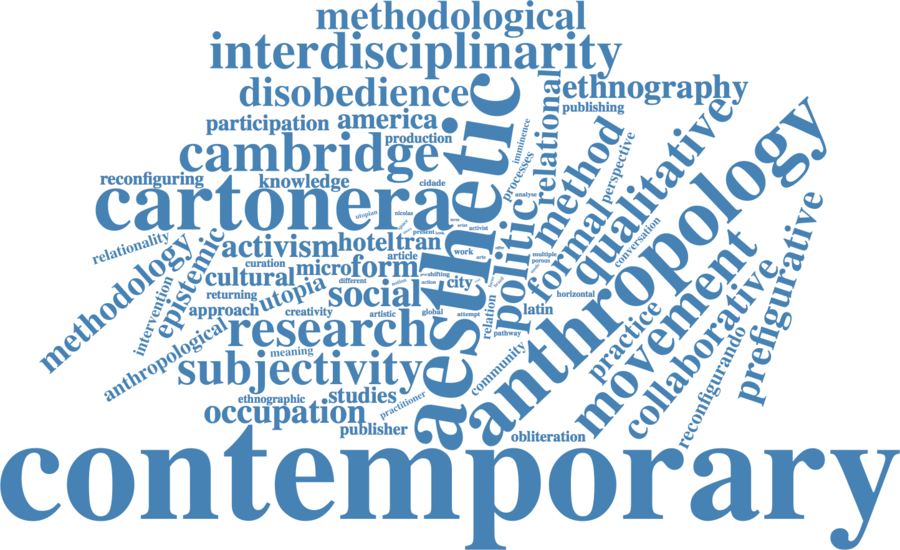 methodological
interdisciplinarity
disobedience
ethnography
publishing
participation
america
production
cambridge
aesthetic
relational
imminence
processes
method
perspective
qualitative
anthropology
reconfiguring
knowledge
cidade
analyse
cartonera
utopian
nicolas
activist
present
politic
formal
conversation
relationality
methodology
epistemic
intervention
activism
hotel
tran
article
work
arte
multiple
porous
curation
cultural
micro
form
shifting
action
city
different
returning
utopia
social
horizontal
movement
prefigurative
approach
creativity
artistic
global
attempt
relation
latin
pathway
anthropological
research
meaning
subjectivity
community
practice
collaborative
reconfigurando
ethnographic
studies
practitioner
occupation
publisher
obliteration
contemporary